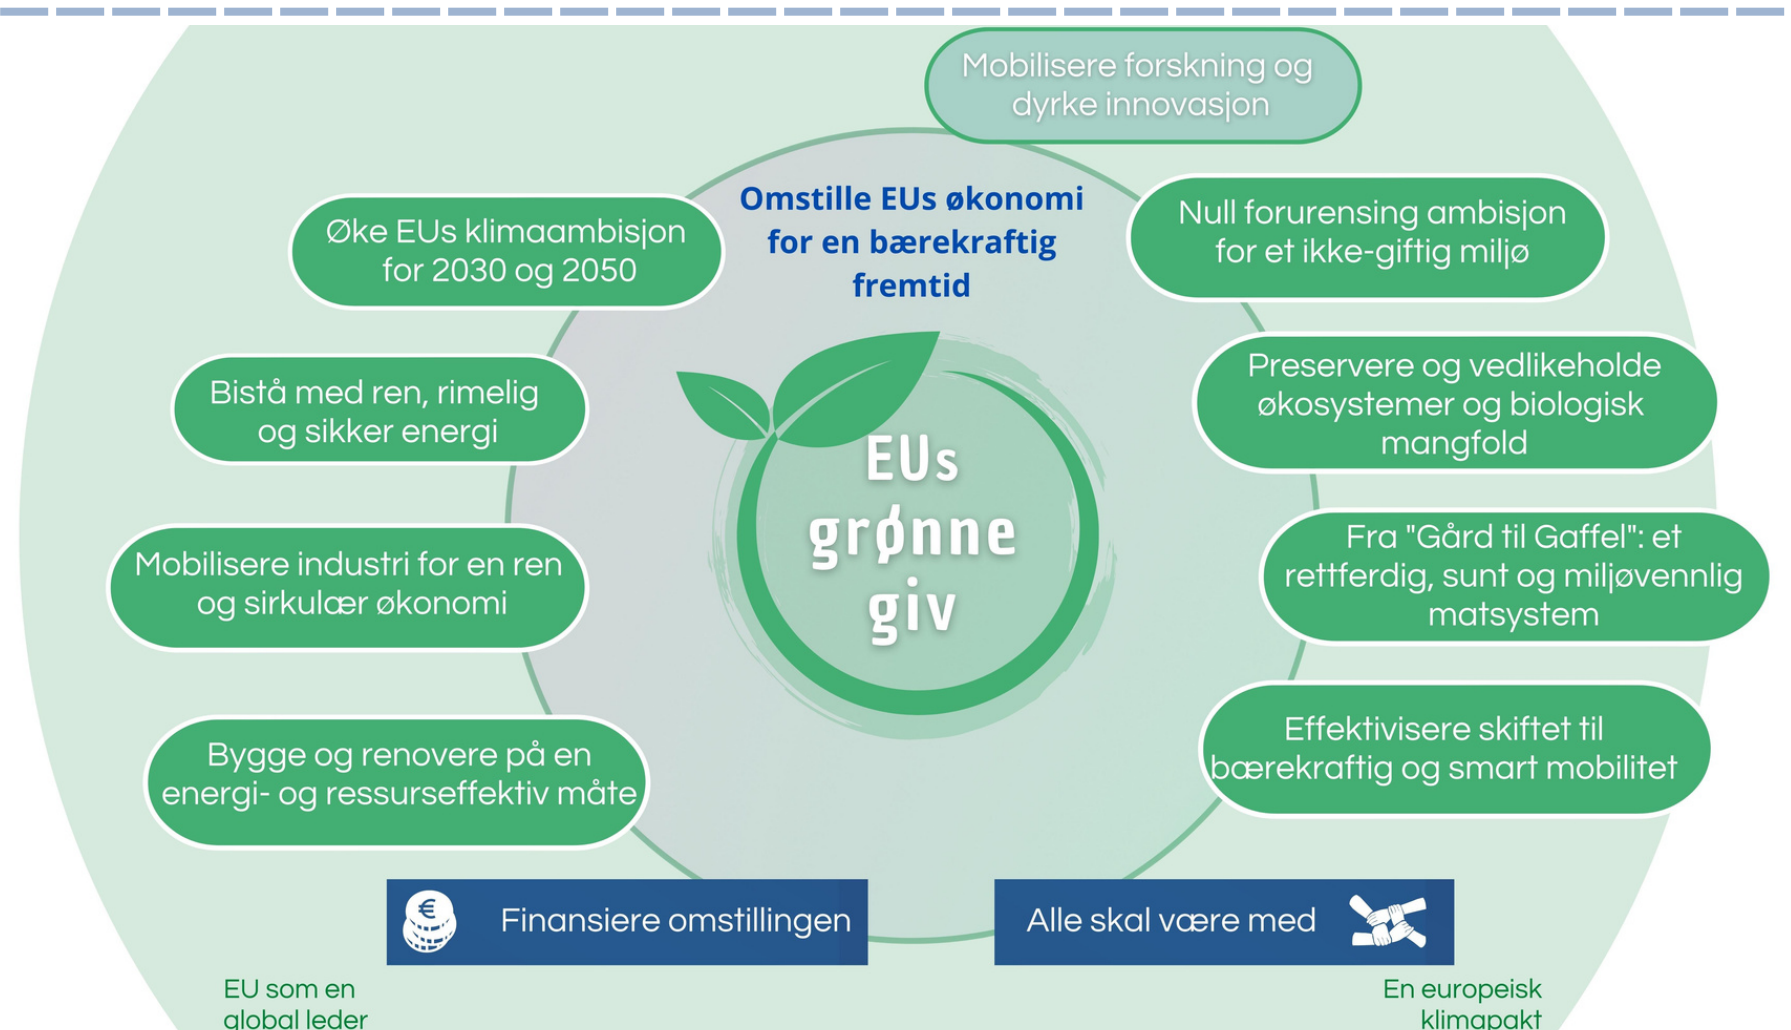 Mobilisere forskning og
dyrke innovasjon
Omstille EUs økonomi
for en bærekraftig
fremtid
Øke EUs klimaambisjon
for 2030 og 2050
Null forurensing ambisjon
for et ikke-giftig miljø
Bistå med ren, rimelig
og sikker energi
Preservere og vedlikeholde
økosystemer og biologisk
mangfold
EUs
grønne
giv
Mobilisere industri for en ren
og sirkulær økonomi
Fra "Gård til Gaffel": et
rettferdig, sunt og miljøvennlig
matsystem
Bygge og renovere på en
energi- og ressurseffektiv måte
Effektivisere skiftet til
bærekraftig og smart mobilitet
€
Finansiere omstillingen
Alle skal være med
EU som en
global leder
En europeisk
klimapakt